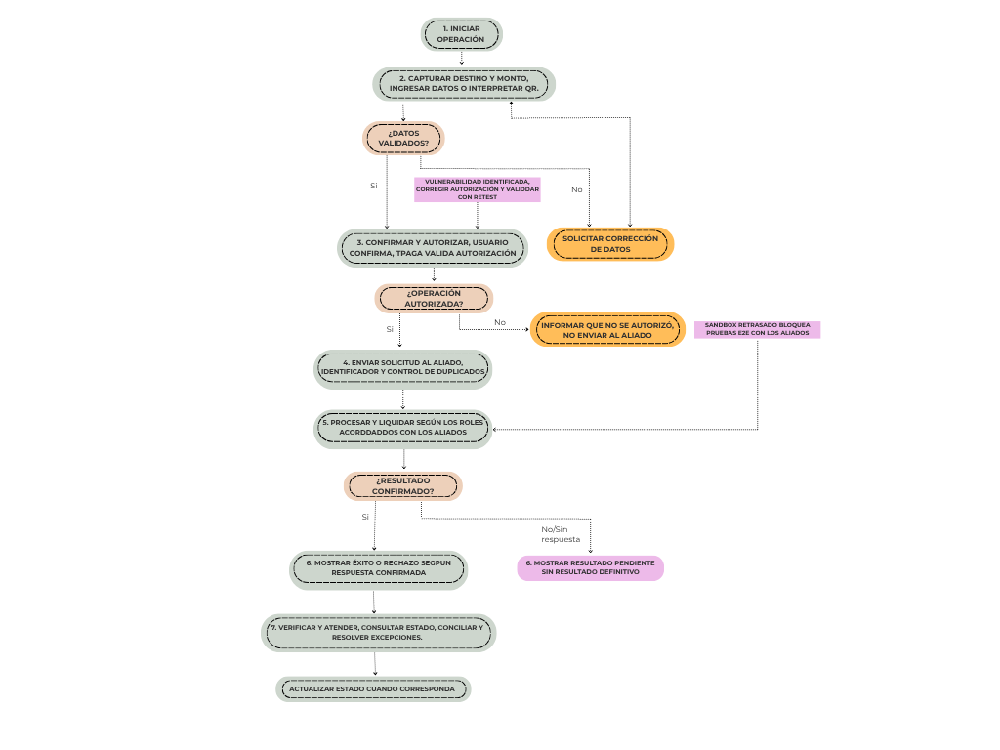 1. INICIAR
OPERACIÓN
2. CAPTURAR DESTINO Y MONTO,
INGRESAR DATOS O INTERPRETAR QR.
¿DATOS
VALIDADOS?
Si
VULNERABILIDAD IDENTIFICADA,
CORREGIR AUTORIZACIÓN Y VALIDDAR
CON RETEST
No
3. CONFIRMAR Y AUTORIZAR, USUARIO
CONFIRMA, TPAGA VALIDA AUTORIZACIÓN
SOLICITAR CORRECCIÓN
DE DATOS
¿OPERACIÓN
AUTORIZADA?
Si
No
INFORMAR QUE NO SE AUTORIZÓ,
NO ENVIAR AL ALIADO
SANDBOX RETRASADO BLOQUEA
PRUEBAS E2E CON LOS ALIADOS
4. ENVIAR SOLICITUD AL ALIADO,
IDENTIFICADOR Y CONTROL DE DUPLICADOS
5. PROCESAR Y LIQUIDAR SEGÚN LOS ROLES
ACORDDADDOS CON LOS ALIADOS
¿RESULTADO
CONFIRMADO?
Si
No/Sin
respuesta
6. MOSTRAR ÉXITO O RECHAZO SEGPUN
RESPUESTA CONFIRMADA
6. MOSTRAR RESULTADO PENDIENTE
SIN RESULTADO DEFINITIVO
7. VERIFICAR Y ATENDER, CONSULTAR ESTADO, CONCILIAR Y
RESOLVER EXCEPCIONES.
ACTUALIZAR ESTADO CUANDO CORRESPONDA